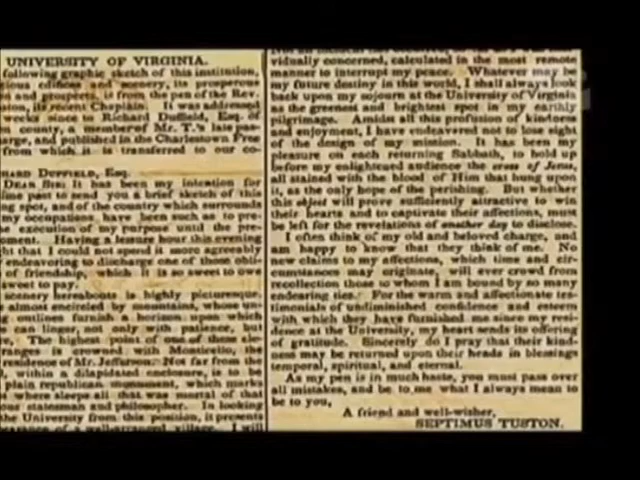 UNIVERSITY OF VIRGINIA.
following graphic sketch of this institution,
ious edifices and scenery, its prosperous
and prospects, is from the pen of the Rev.
its recent Chaplain. It was addressed
weeks since to Richard Duffield, Esq. of
on county, a member of Mr. T.'s late pas-
arge, and published in the Charlestown Free
from which it is transferred to our co-
HARD DUFFIELD, ESQ.
DEAR SIR: It has been my intention for
time past to send you a brief sketch of this
ing spot, and of the country which surrounds
my occupations have been such as to pre-
e execution of my purpose until the pre-
oment. Having a leisure hour this evening
ht that I could not spend it more agreeably
endeavoring to discharge one of those obli-
of friendship, which it is so sweet to owe
sweet to pay.
scenery hereabouts is highly picturesque,
almost encircled by mountains, whose un-
outlines furnish a horizon upon which
can linger, not only with patience, but
The highest point of one of these
ranges is crowned with Monticello, the
residence of Mr. Jefferson. Not far from the
within a dilapidated enclosure, is to be
plain republican monument, which marks
where sleeps all that was mortal of that
ous statesman and philosopher. In looking
the University from this position, it presents
of a well-arranged village. I will
vidually concerned, calculated in the most remote
manner to interrupt my peace. Whatever may be
my future destiny in this world, I shall always look
back upon my sojourn at the University of Virginia
as the greenest and brightest spot in my earthly
pilgrimage. Amidst all this profusion of kindness
and enjoyment, I have endeavored not to lose sight
of the design of my mission. It has been my
pleasure on each returning Sabbath, to hold up
before my enlightened audience the cross of Jesus,
all stained with the blood of Him that hung upon
it, as the only hope of the perishing. But whether
this object will prove sufficiently attractive to win
their hearts and to captivate their affections, must
be left for the revelations of another day to disclose.
I often think of my old and beloved charge, and
am happy to know that they think of me. No
new claims to my affections, which time and cir-
cumstances may originate, will ever crowd from
recollection those to whom I am bound by so many
endearing ties. For the warm and affectionate tes-
timonials of undiminished confidence and esteem
with which they have furnished me since my resi-
dence at the University, my heart sends its offering
of gratitude. Sincerely do I pray that their kind-
ness may be returned upon their heads in blessings
temporal, spiritual, and eternal.
As my pen is in much haste, you must pass over
all mistakes, and be to me what I always mean to
be to you,
A friend and well-wisher,
SEPTIMUS TUSTON.